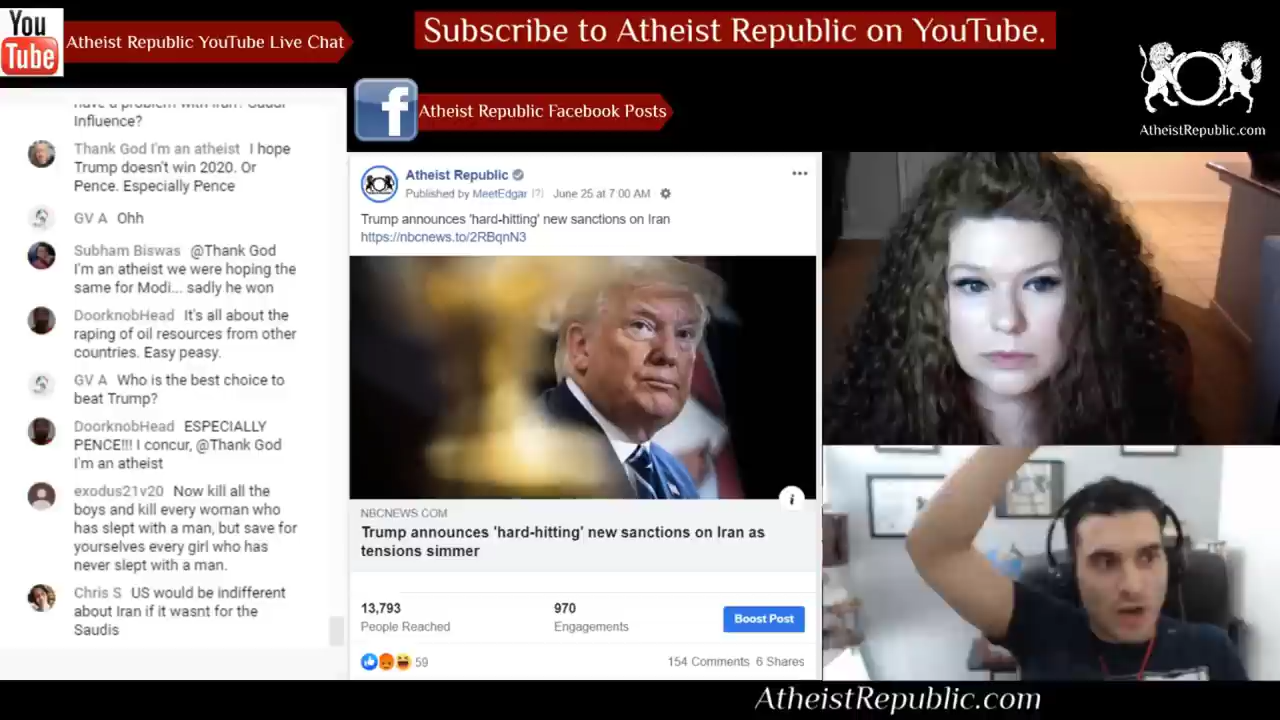 You
Tube
Atheist Republic YouTube Live Chat
Subscribe to Atheist Republic on YouTube.
AtheistRepublic.com
f
Atheist Republic Facebook Posts
have a problem with Iran? Saudi
Influence?
Thank God I'm an atheist I hope
Trump doesn't win 2020. Or
Pence. Especially Pence
GV A Ohh
Subham Biswas @Thank God
I'm an atheist we were hoping the
same for Modi... sadly he won
DoorknobHead It's all about the
raping of oil resources from other
countries. Easy peasy.
GV A Who is the best choice to
beat Trump?
DoorknobHead ESPECIALLY
PENCE!!! I concur, @Thank God
I'm an atheist
exodus21v20 Now kill all the
boys and kill every woman who
has slept with a man, but save for
yourselves every girl who has
never slept with a man.
Chris S US would be indifferent
about Iran if it wasnt for the
Saudis
Atheist Republic
Published by MeetEdgar [?] June 25 at 7:00 AM
Trump announces 'hard-hitting' new sanctions on Iran
https://nbcnews.to/2RBqnN3
i
NBCNEWS.COM
Trump announces 'hard-hitting' new sanctions on Iran as
tensions simmer
13,793 970
People Reached Engagements
Boost Post
59 154 Comments 6 Shares
AtheistRepublic.com